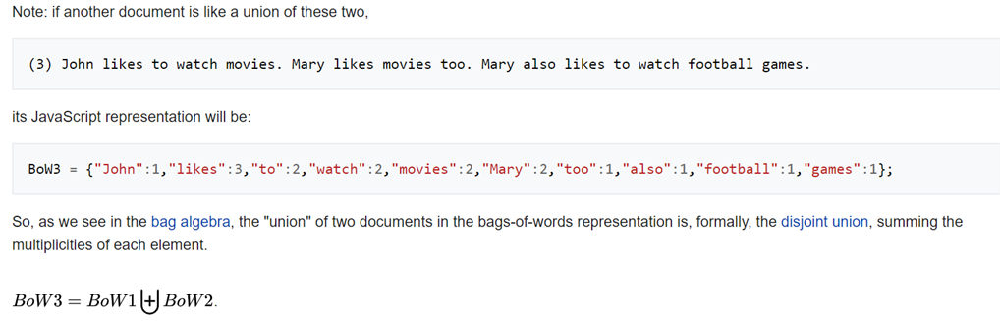 Note: if another document is like a union of these two,
(3) John likes to watch movies. Mary likes movies too. Mary also likes to watch football games.
its JavaScript representation will be:
BoW3 = {"John":1,"likes":3,"to":2,"watch":2,"movies":2,"Mary":2,"too":1,"also":1,"football":1,"games":1};
So, as we see in the bag algebra, the "union" of two documents in the bags-of-words representation is, formally, the disjoint union, summing the
multiplicities of each element.
BoW3 = BoW1 ⨄ BoW2.